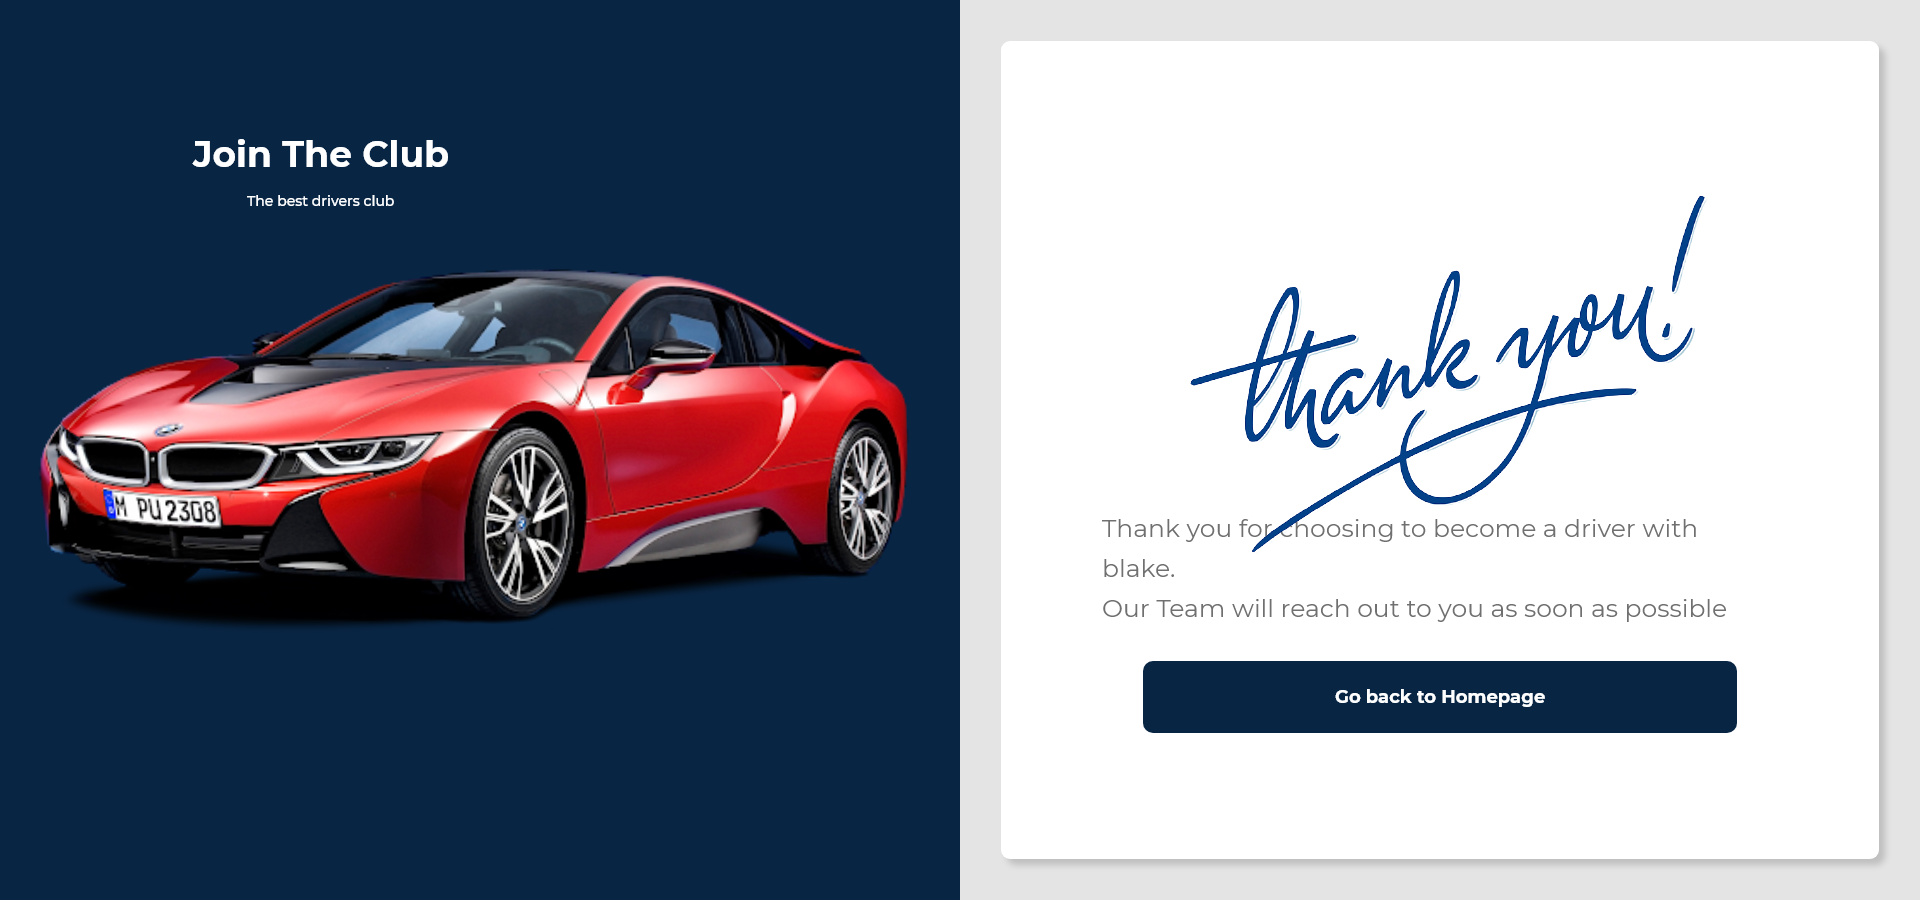 Join The Club
The best drivers club
M PU 2308
thank you!
Thank you for choosing to become a driver with
blake.
Our Team will reach out to you as soon as possible
Go back to Homepage